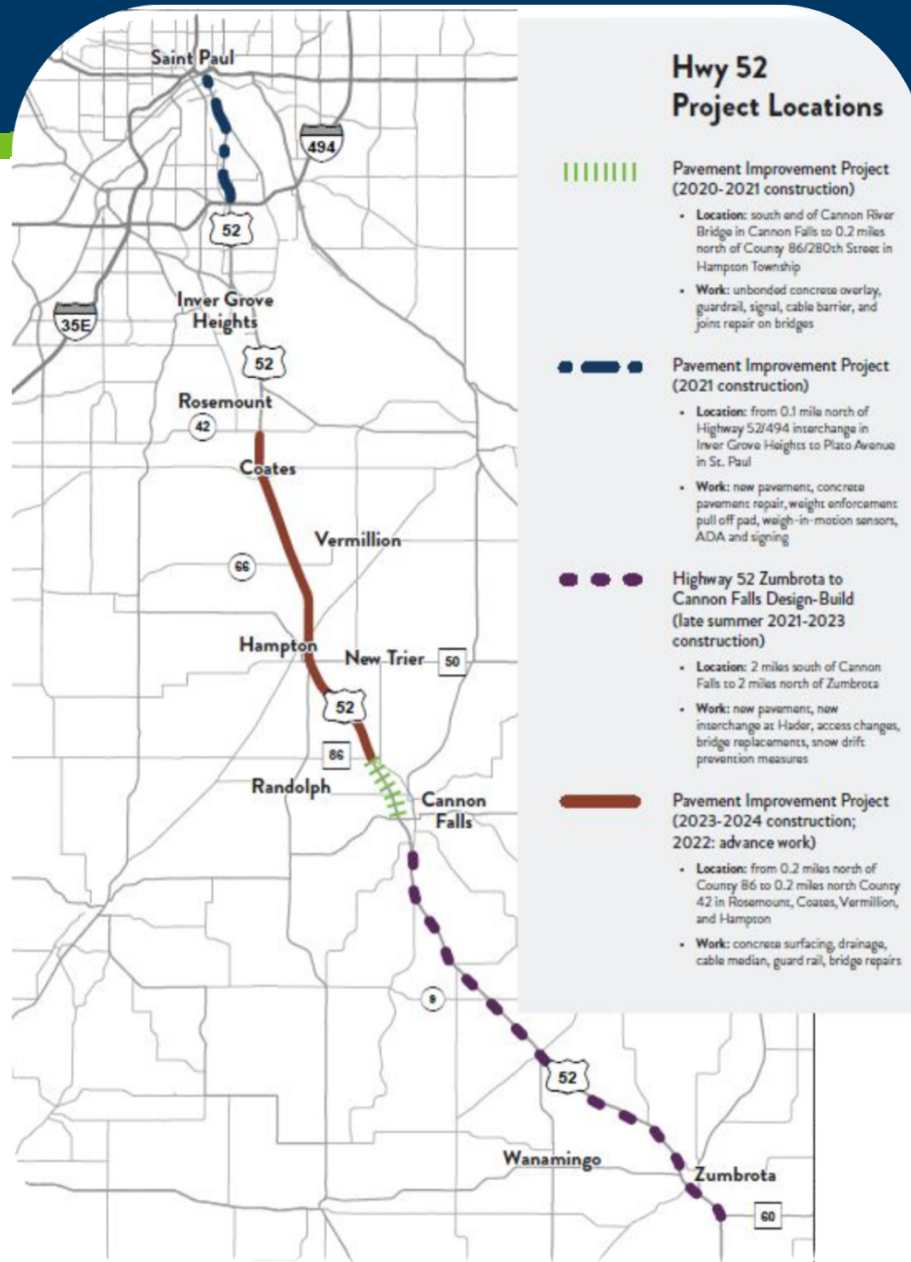 Saint Paul
494
52
Inver Grove
Heights
35E
52
Rosemount
42
Coates
Vermillion
66
Hampton
New Trier
50
52
86
Randolph
Cannon
Falls
9
52
Wanamingo
Zumbrota
60
Hwy 52
Project Locations
Pavement Improvement Project
(2020-2021 construction)
• Location: south end of Cannon River
Bridge in Cannon Falls to 0.2 miles
north of County 86/280th Street in
Hampton Township
• Work: unbonded concrete overlay,
guardrail, signal, cable barrier, and
joints repair on bridges
Pavement Improvement Project
(2021 construction)
• Location: from 0.1 mile north of
Highway 52/494 interchange in
Inver Grove Heights to Plato Avenue
in St. Paul
• Work: new pavement, concrete
pavement repair, weight enforcement
pull off pad, weigh-in-motion sensors,
ADA and signing
Highway 52 Zumbrota to
Cannon Falls Design-Build
(late summer 2021-2023
construction)
• Location: 2 miles south of Cannon
Falls to 2 miles north of Zumbrota
• Work: new pavement, new
interchange at Hader, access changes,
bridge replacements, snow drift
prevention measures
Pavement Improvement Project
(2023-2024 construction;
2022: advance work)
• Location: from 0.2 miles north of
County 86 to 0.2 miles north County
42 in Rosemount, Coates, Vermillion,
and Hampton
• Work: concrete surfacing, drainage,
cable median, guard rail, bridge repairs